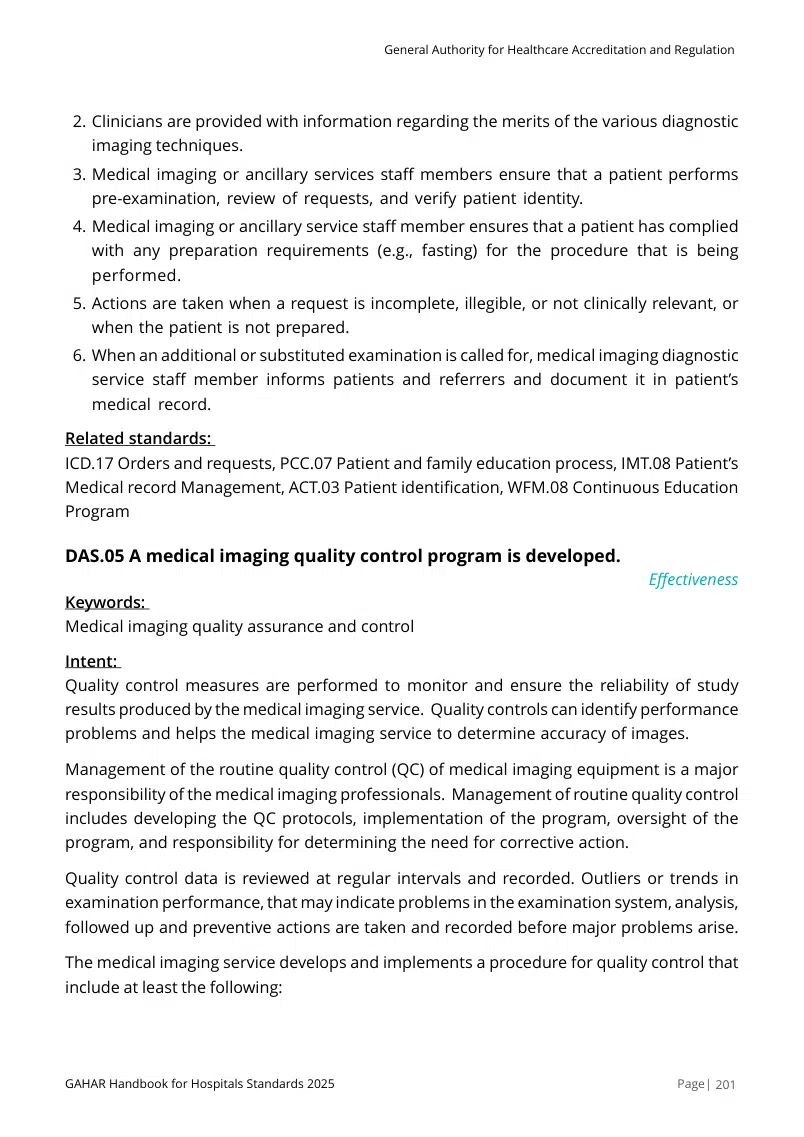 General Authority for Healthcare Accreditation and Regulation
2. Clinicians are provided with information regarding the merits of the various diagnostic
imaging techniques.
3. Medical imaging or ancillary services staff members ensure that a patient performs
pre-examination, review of requests, and verify patient identity.
4. Medical imaging or ancillary service staff member ensures that a patient has complied
with any preparation requirements (e.g., fasting) for the procedure that is being
performed.
5. Actions are taken when a request is incomplete, illegible, or not clinically relevant, or
when the patient is not prepared.
6. When an additional or substituted examination is called for, medical imaging diagnostic
service staff member informs patients and referrers and document it in patient’s
medical record.
Related standards:
ICD.17 Orders and requests, PCC.07 Patient and family education process, IMT.08 Patient’s
Medical record Management, ACT.03 Patient identification, WFM.08 Continuous Education
Program
DAS.05 A medical imaging quality control program is developed.
Effectiveness
Keywords:
Medical imaging quality assurance and control
Intent:
Quality control measures are performed to monitor and ensure the reliability of study
results produced by the medical imaging service. Quality controls can identify performance
problems and helps the medical imaging service to determine accuracy of images.
Management of the routine quality control (QC) of medical imaging equipment is a major
responsibility of the medical imaging professionals. Management of routine quality control
includes developing the QC protocols, implementation of the program, oversight of the
program, and responsibility for determining the need for corrective action.
Quality control data is reviewed at regular intervals and recorded. Outliers or trends in
examination performance, that may indicate problems in the examination system, analysis,
followed up and preventive actions are taken and recorded before major problems arise.
The medical imaging service develops and implements a procedure for quality control that
include at least the following:
GAHAR Handbook for Hospitals Standards 2025
Page| 201